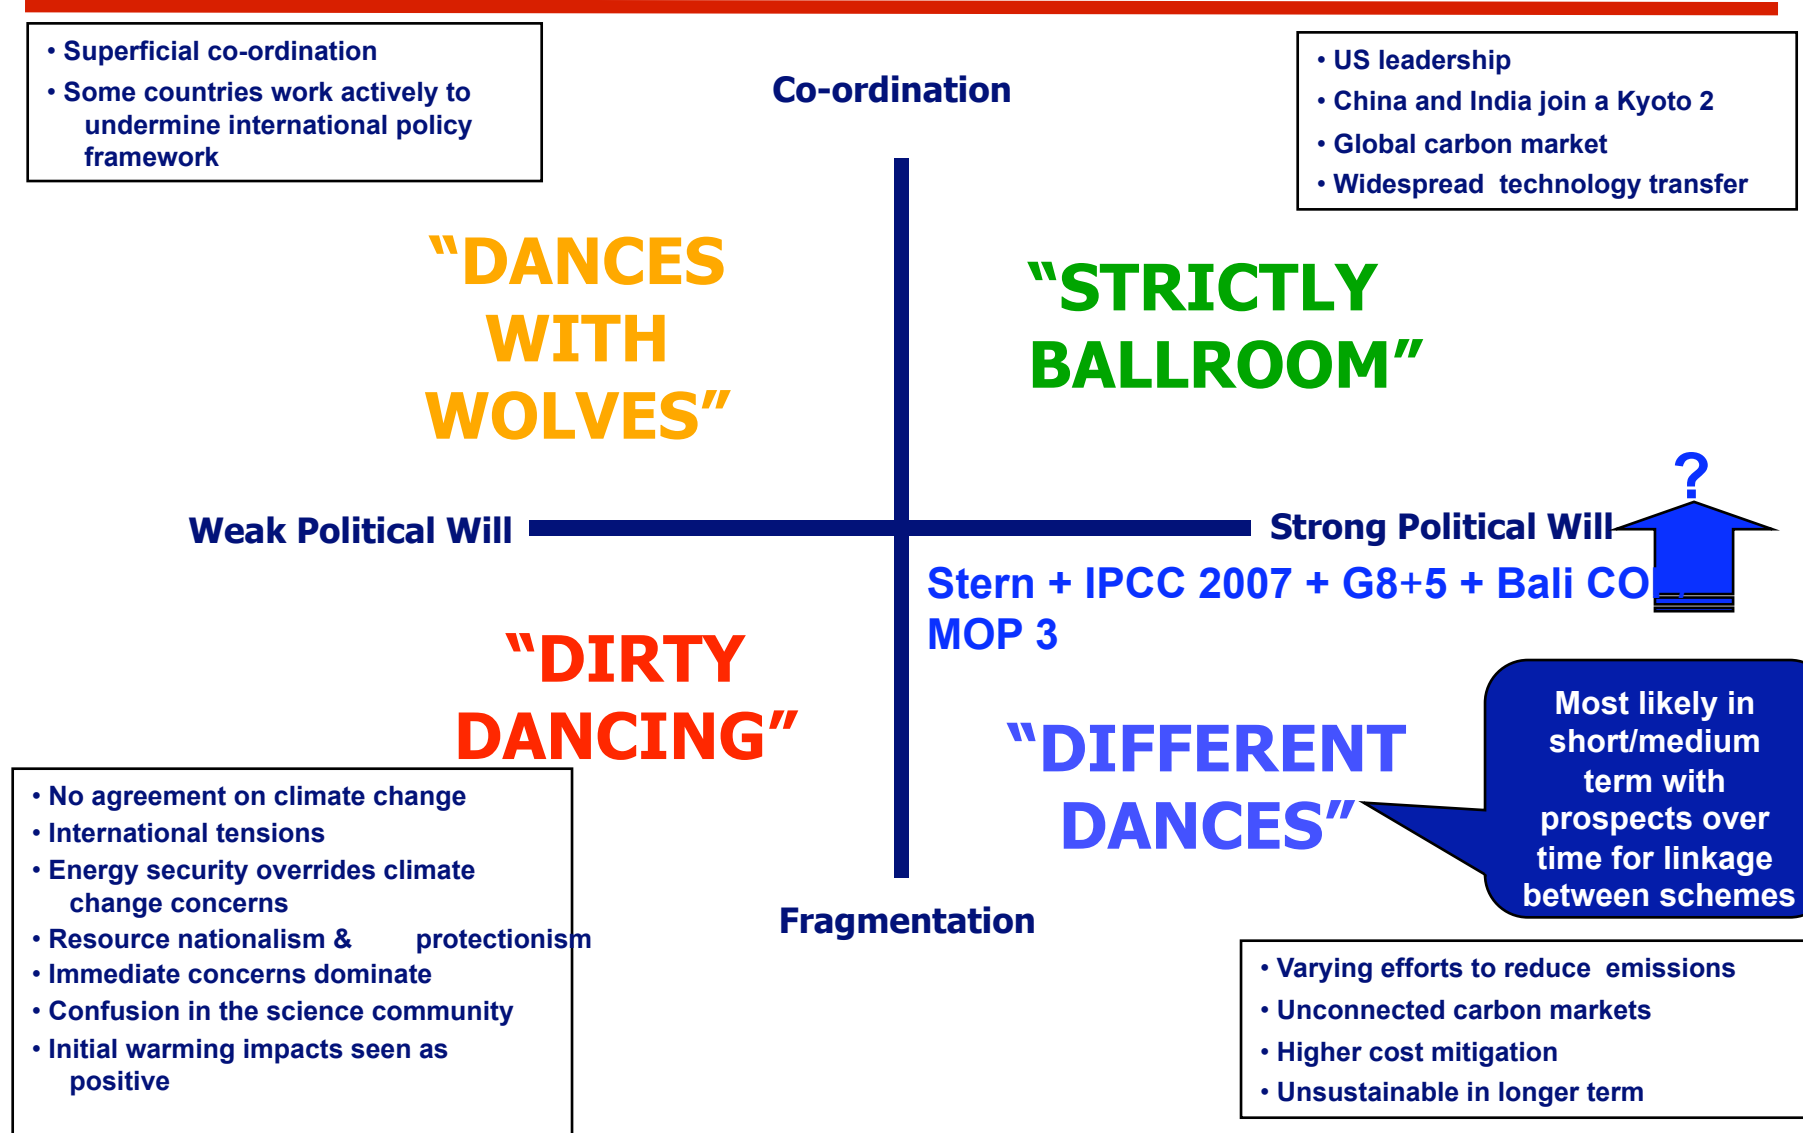 • Superficial co-ordination
• Some countries work actively to
undermine international policy
framework
Co-ordination
• US leadership
• China and India join a Kyoto 2
• Global carbon market
• Widespread technology transfer
“DANCES
WITH
WOLVES”
“STRICTLY
BALLROOM”
?
Weak Political Will
Strong Political Will
Stern + IPCC 2007 + G8+5 + Bali
MOP 3
“DIRTY
DANCING”
“DIFFERENT
DANCES”
Most likely in
short/medium
term with
prospects over
time for linkage
between schemes
• No agreement on climate change
• International tensions
• Energy security overrides climate
change concerns
• Resource nationalism & protectionism
• Immediate concerns dominate
• Confusion in the science community
• Initial warming impacts seen as
positive
Fragmentation
• Varying efforts to reduce emissions
• Unconnected carbon markets
• Higher cost mitigation
• Unsustainable in longer term